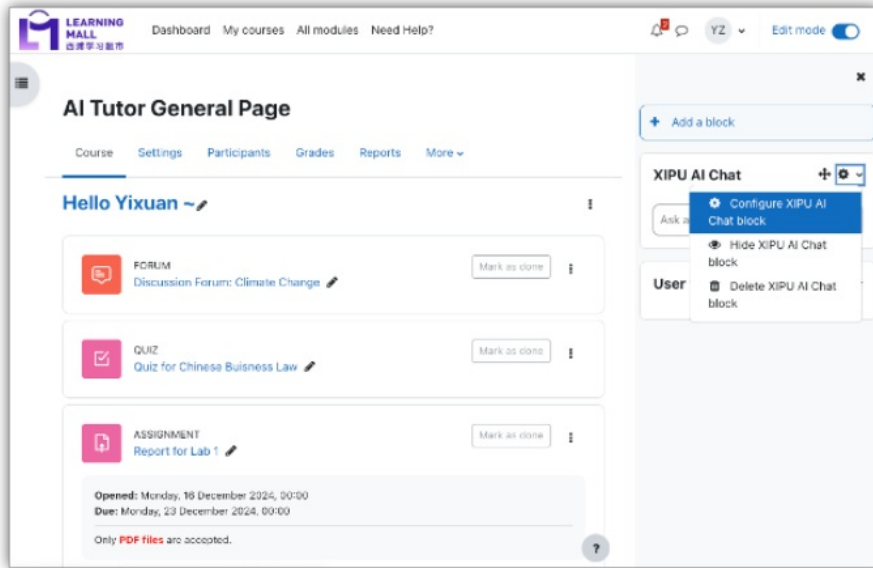 LEARNING
MALL
西浦学习超市
Dashboard My courses All modules Need Help?
YZ
Edit mode
AI Tutor General Page
Course Settings Participants Grades Reports More
Hello Yixuan ~
FORUM
Discussion Forum: Climate Change
Mark as done
QUIZ
Quiz for Chinese Buisness Law
Mark as done
ASSIGNMENT
Report for Lab 1
Mark as done
Opened: Monday, 16 December 2024, 00:00
Due: Monday, 23 December 2024, 00:00
Only PDF files are accepted.
?
+ Add a block
XIPU AI Chat
Ask a
Configure XIPU AI
Chat block
Hide XIPU AI Chat
block
Delete XIPU AI Chat
block
User